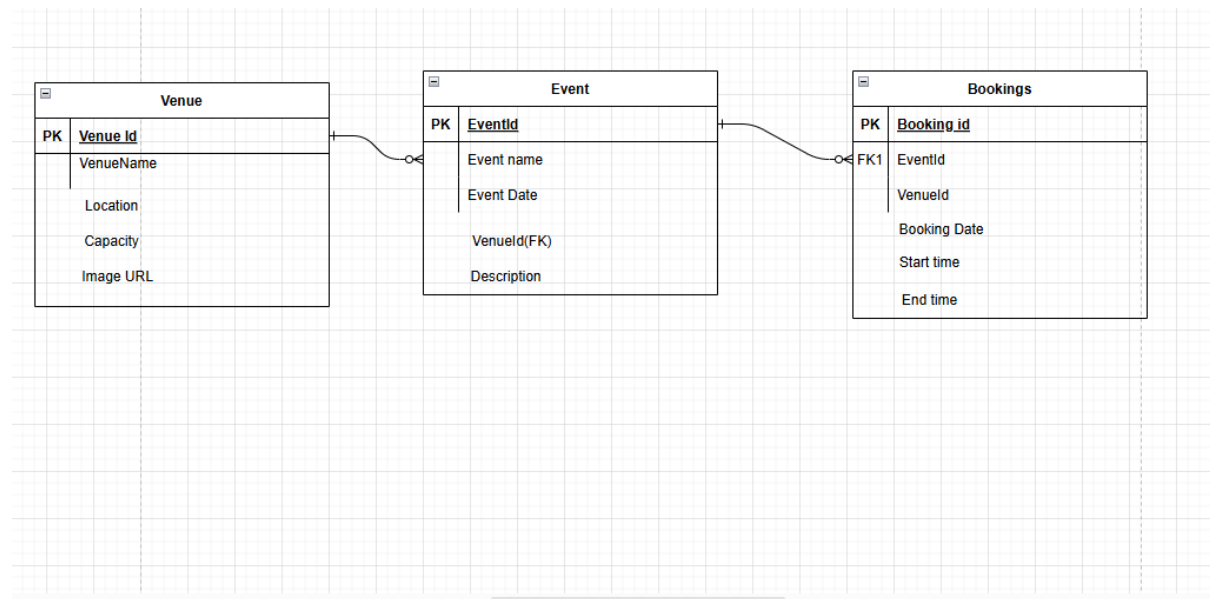 Venue
PK Venue Id
VenueName
Location
Capacity
Image URL
Event
PK EventId
Event name
Event Date
VenueId(FK)
Description
Bookings
PK Booking id
FK1 EventId
VenueId
Booking Date
Start time
End time